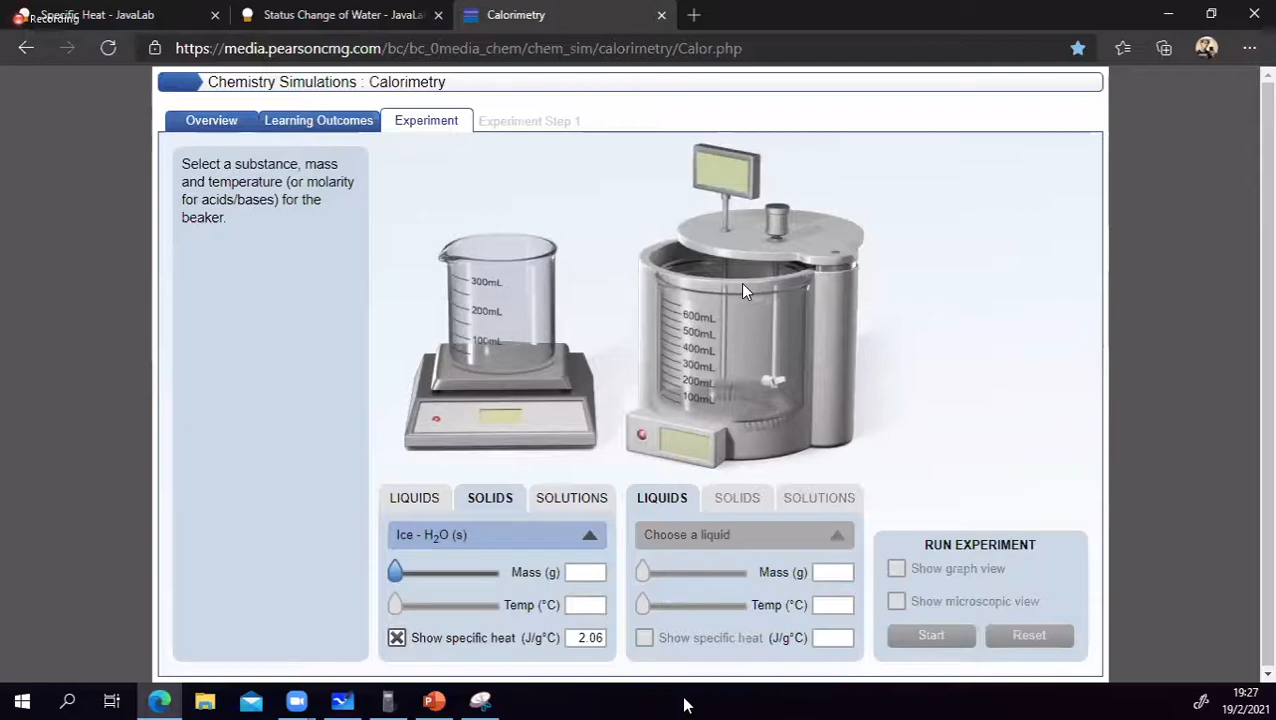 Specific Heat - JavaLab
Recording
Status Change of Water - JavaLa
Calorimetry
https://media.pearsoncmg.com/bc/bc_0media_chem/chem_sim/calorimetry/Calor.php
Chemistry Simulations : Calorimetry
Overview
Learning Outcomes
Experiment
Experiment Step 1
Select a substance, mass
and temperature (or molarity
for acids/bases) for the
beaker.
300mL
200mL
100mL
600mL
500mL
400mL
300mL
200mL
100mL
LIQUIDS SOLIDS SOLUTIONS
Ice - H₂O (s)
Mass (g)
Temp (°C)
Show specific heat (J/g°C) 2.06
LIQUIDS SOLIDS SOLUTIONS
Choose a liquid
Mass (g)
Temp (°C)
Show specific heat (J/g°C)
RUN EXPERIMENT
Show graph view
Show microscopic view
Start Reset
19:27
19/2/2021